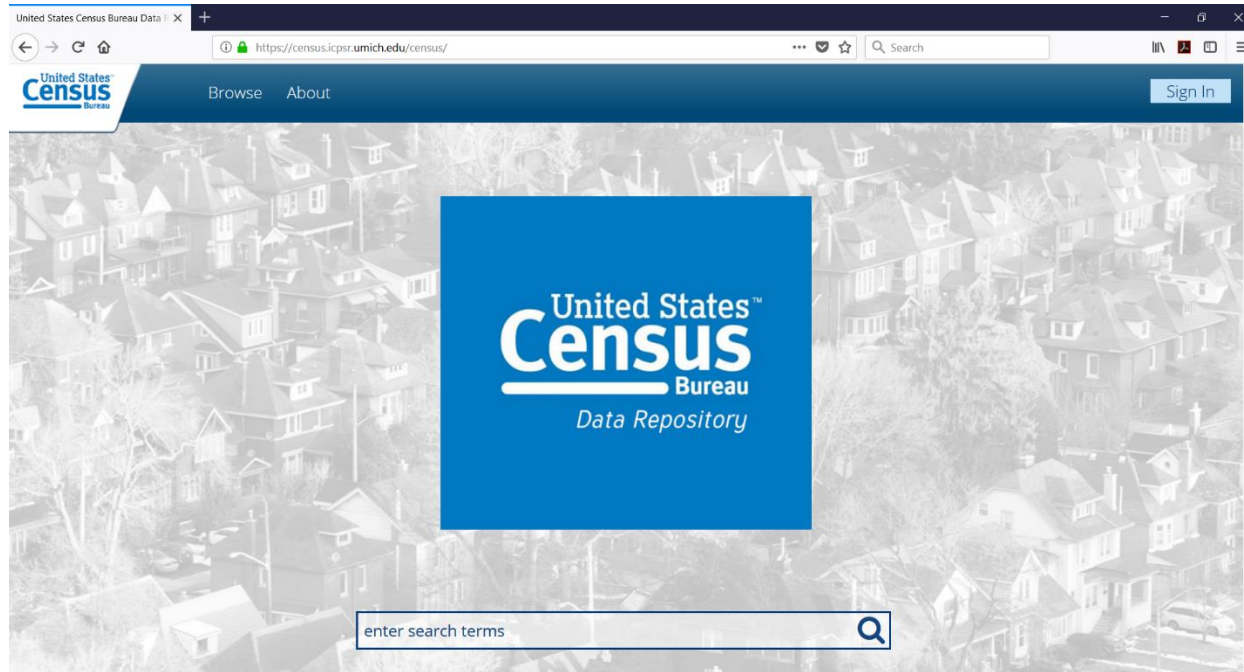 United States Census Bureau Data
https://census.icpsr.umich.edu/census/
Search
United States™
Census
Bureau
Browse About
Sign In
United States™
Census
Bureau
Data Repository
enter search terms